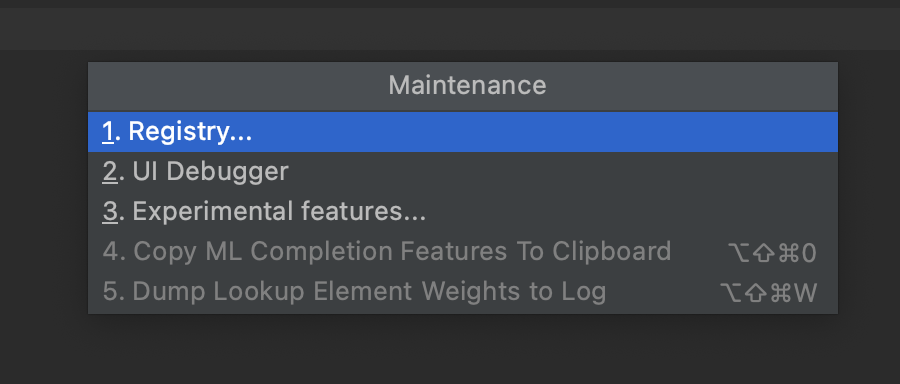 Maintenance
1. Registry...
2. UI Debugger
3. Experimental features...
4. Copy ML Completion Features To Clipboard ⌥⇧⌘0
5. Dump Lookup Element Weights to Log ⌥⇧⌘W